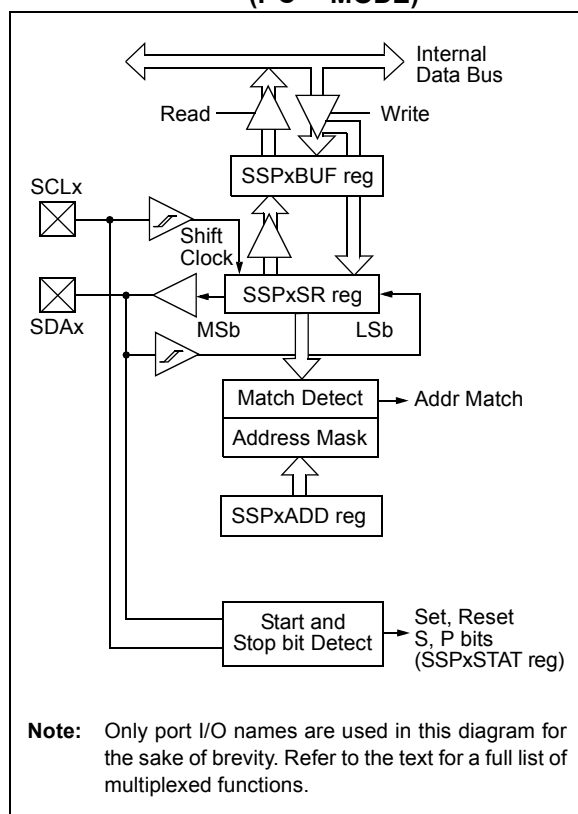 (I²C™ MODE)
Internal
Data Bus
Read
Write
SSPxBUF reg
SCLx
Shift
Clock
SSPxSR reg
SDAx
MSb
LSb
Match Detect
Addr Match
Address Mask
SSPxADD reg
Start and
Stop bit Detect
Set, Reset
S, P bits
(SSPxSTAT reg)
Note: Only port I/O names are used in this diagram for
the sake of brevity. Refer to the text for a full list of
multiplexed functions.